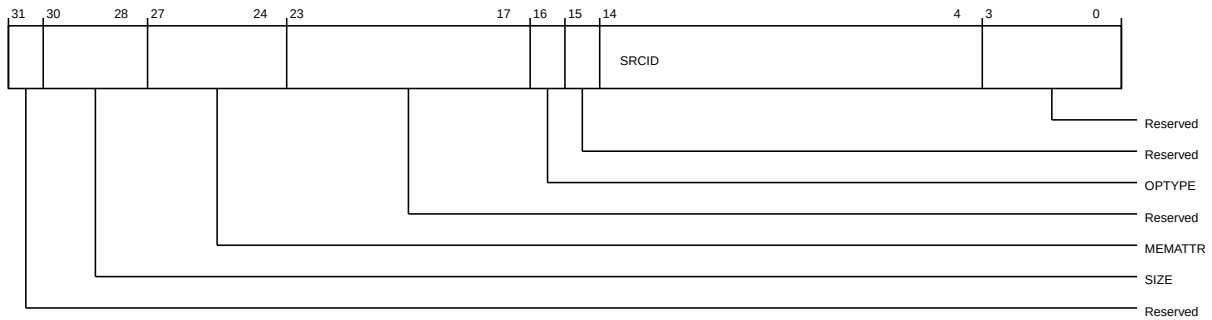 31 30 28 27 24 23 17 16 15 14 4 3 0
SRCID
Reserved
Reserved
OPTYPE
Reserved
MEMATTR
SIZE
Reserved